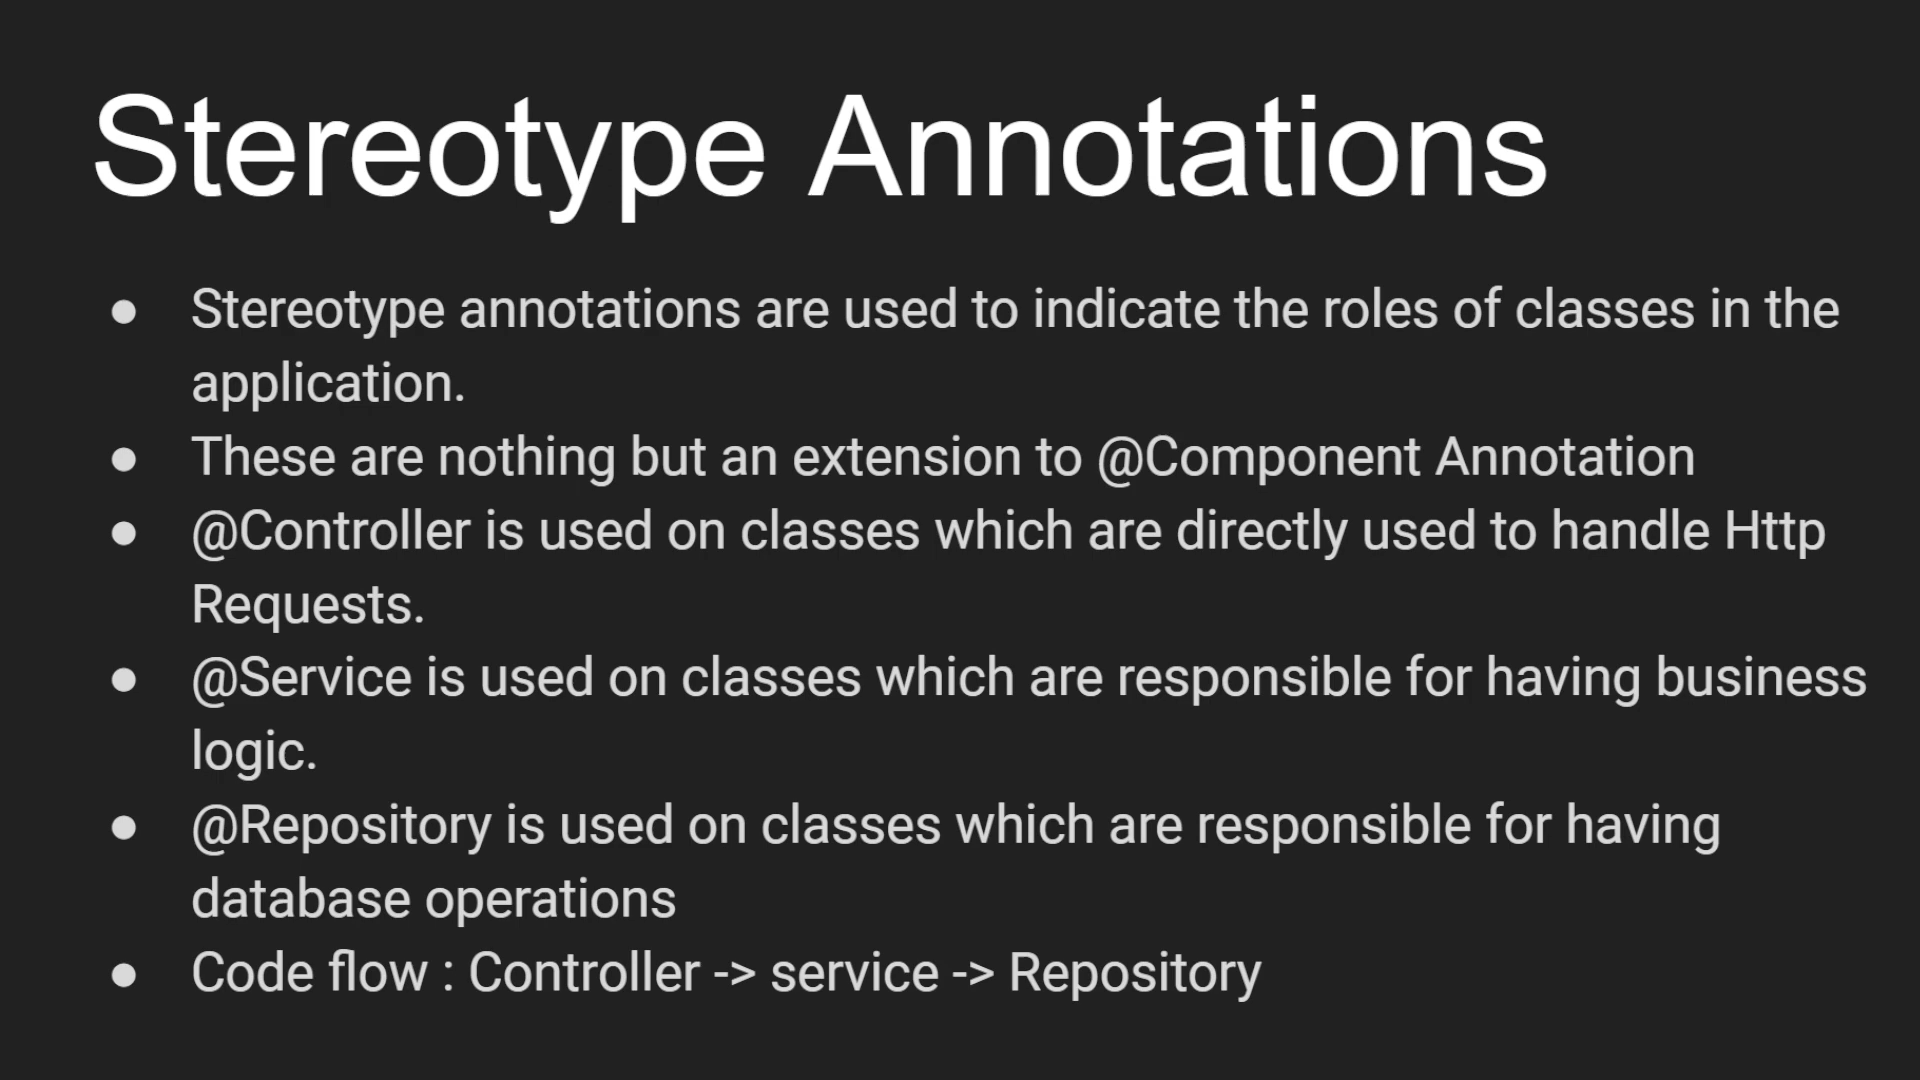 Stereotype Annotations
● Stereotype annotations are used to indicate the roles of classes in the
application.
● These are nothing but an extension to @Component Annotation
● @Controller is used on classes which are directly used to handle Http
Requests.
● @Service is used on classes which are responsible for having business
logic.
● @Repository is used on classes which are responsible for having
database operations
● Code flow : Controller -> service -> Repository